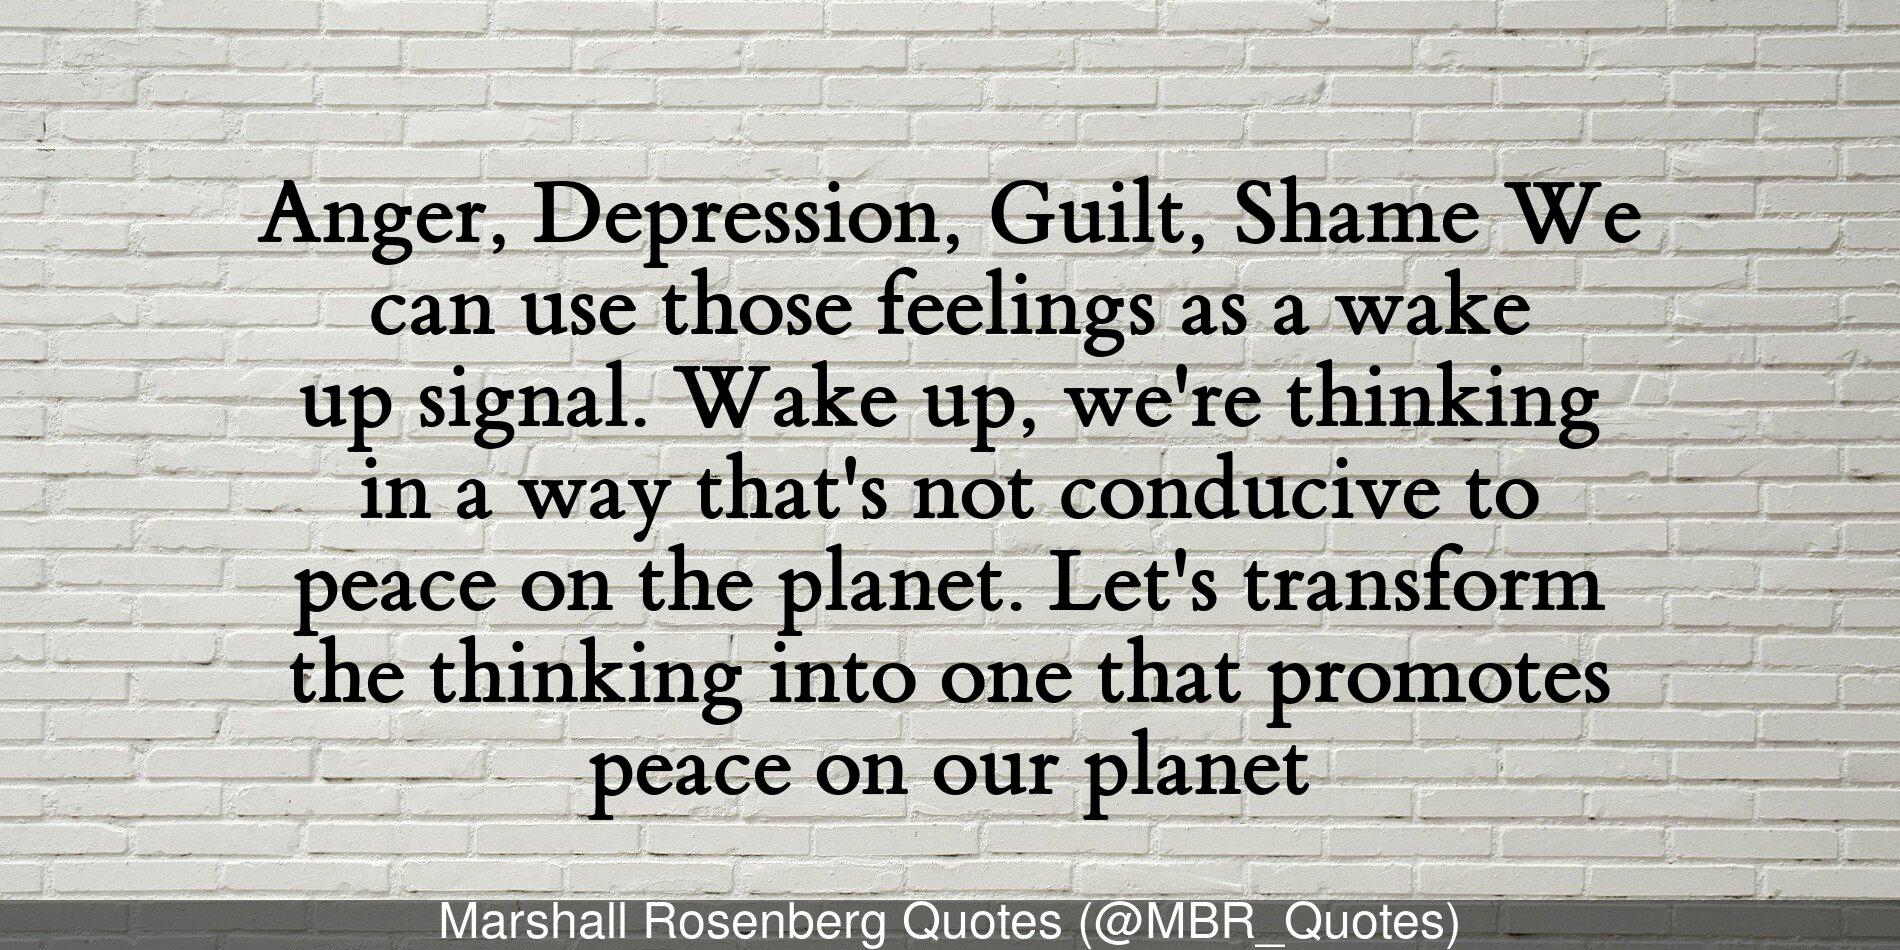 Anger, Depression, Guilt, Shame We
can use those feelings as a wake
up signal. Wake up, we're thinking
in a way that's not conducive to
peace on the planet. Let's transform
the thinking into one that promotes
peace on our planet
Marshall Rosenberg Quotes (@MBR_Quotes)